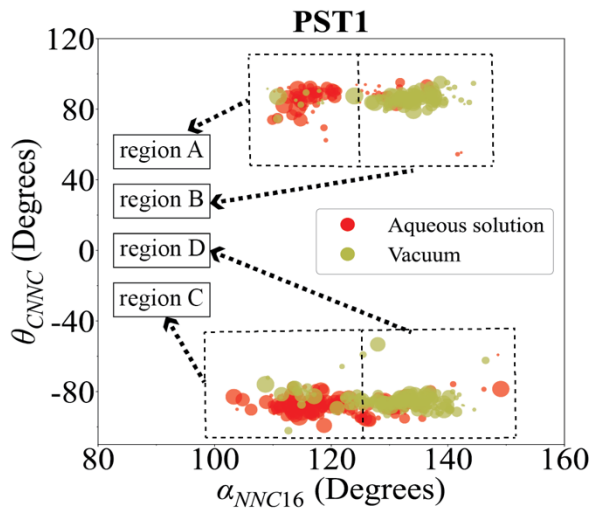 PST1
120
80
40
0
-40
-80
θCNNC (Degrees)
region A
region B
region D
region C
Aqueous solution
Vacuum
80
100
120
140
160
αNNC16 (Degrees)